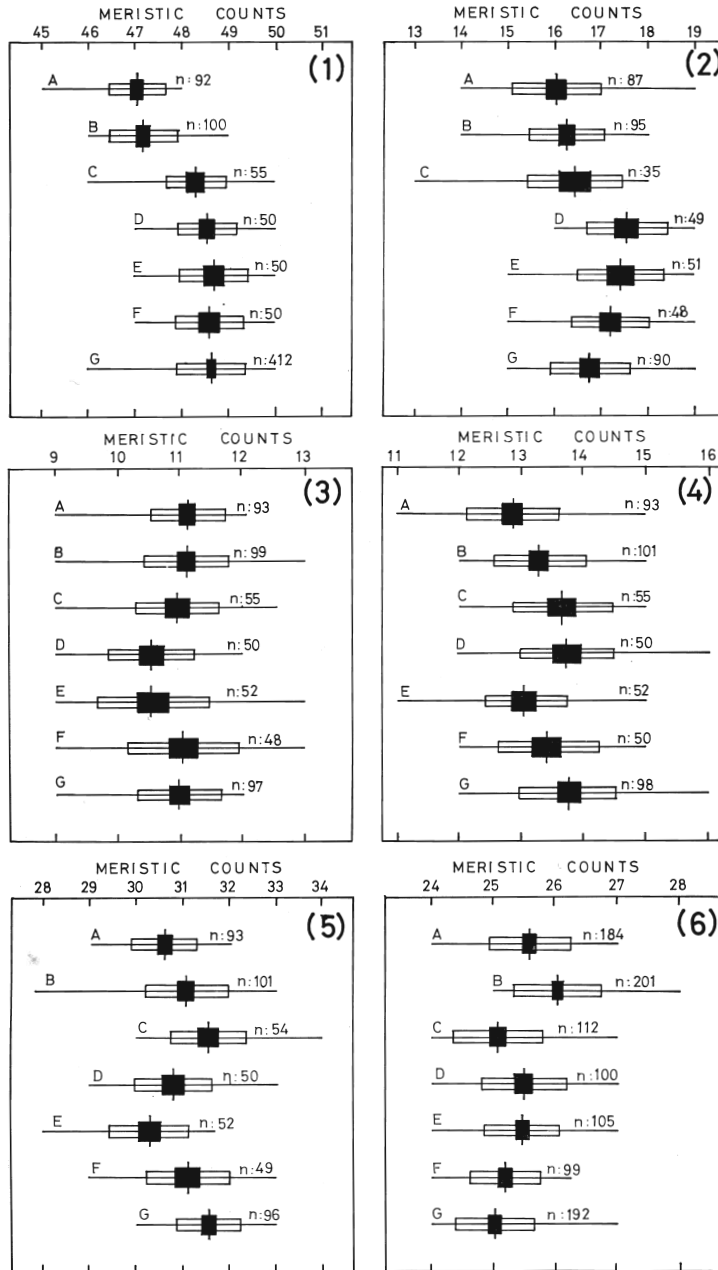 MERISTIC COUNTS
45 46 47 48 49 50 51
(1)
A n:92
B n:100
C n:55
D n:50
E n:50
F n:50
G n:412
MERISTIC COUNTS
13 14 15 16 17 18 19
(2)
A n:87
B n:95
C n:35
D n:49
E n:51
F n:48
G n:90
MERISTIC COUNTS
9 10 11 12 13
(3)
A n:93
B n:99
C n:55
D n:50
E n:52
F n:48
G n:97
MERISTIC COUNTS
11 12 13 14 15 16
(4)
A n:93
B n:101
C n:55
D n:50
E n:52
F n:50
G n:98
MERISTIC COUNTS
28 29 30 31 32 33 34
(5)
A n:93
B n:101
C n:54
D n:50
E n:52
F n:49
G n:96
MERISTIC COUNTS
24 25 26 27 28
(6)
A n:184
B n:201
C n:112
D n:100
E n:105
F n:99
G n:192